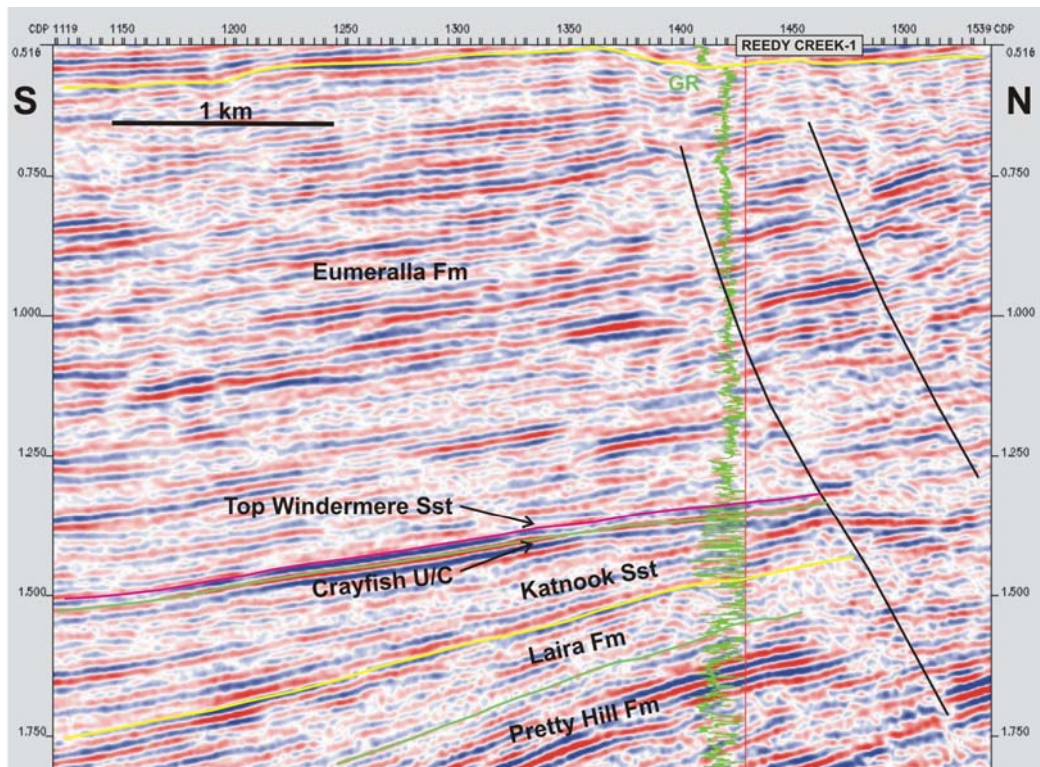 CDP 1119 1150 1200 1250 1300 1350 1400 1450 1500 1539 CDP
0.516 REEDY CREEK-1 0.516
S GR N
1 km
0.750 0.750
Eumeralla Fm
1.000 1.000
1.250 1.250
Top Windermere Sst
Crayfish U/C
Katnook Sst
1.500 1.500
Laira Fm
Pretty Hill Fm
1.750 1.750